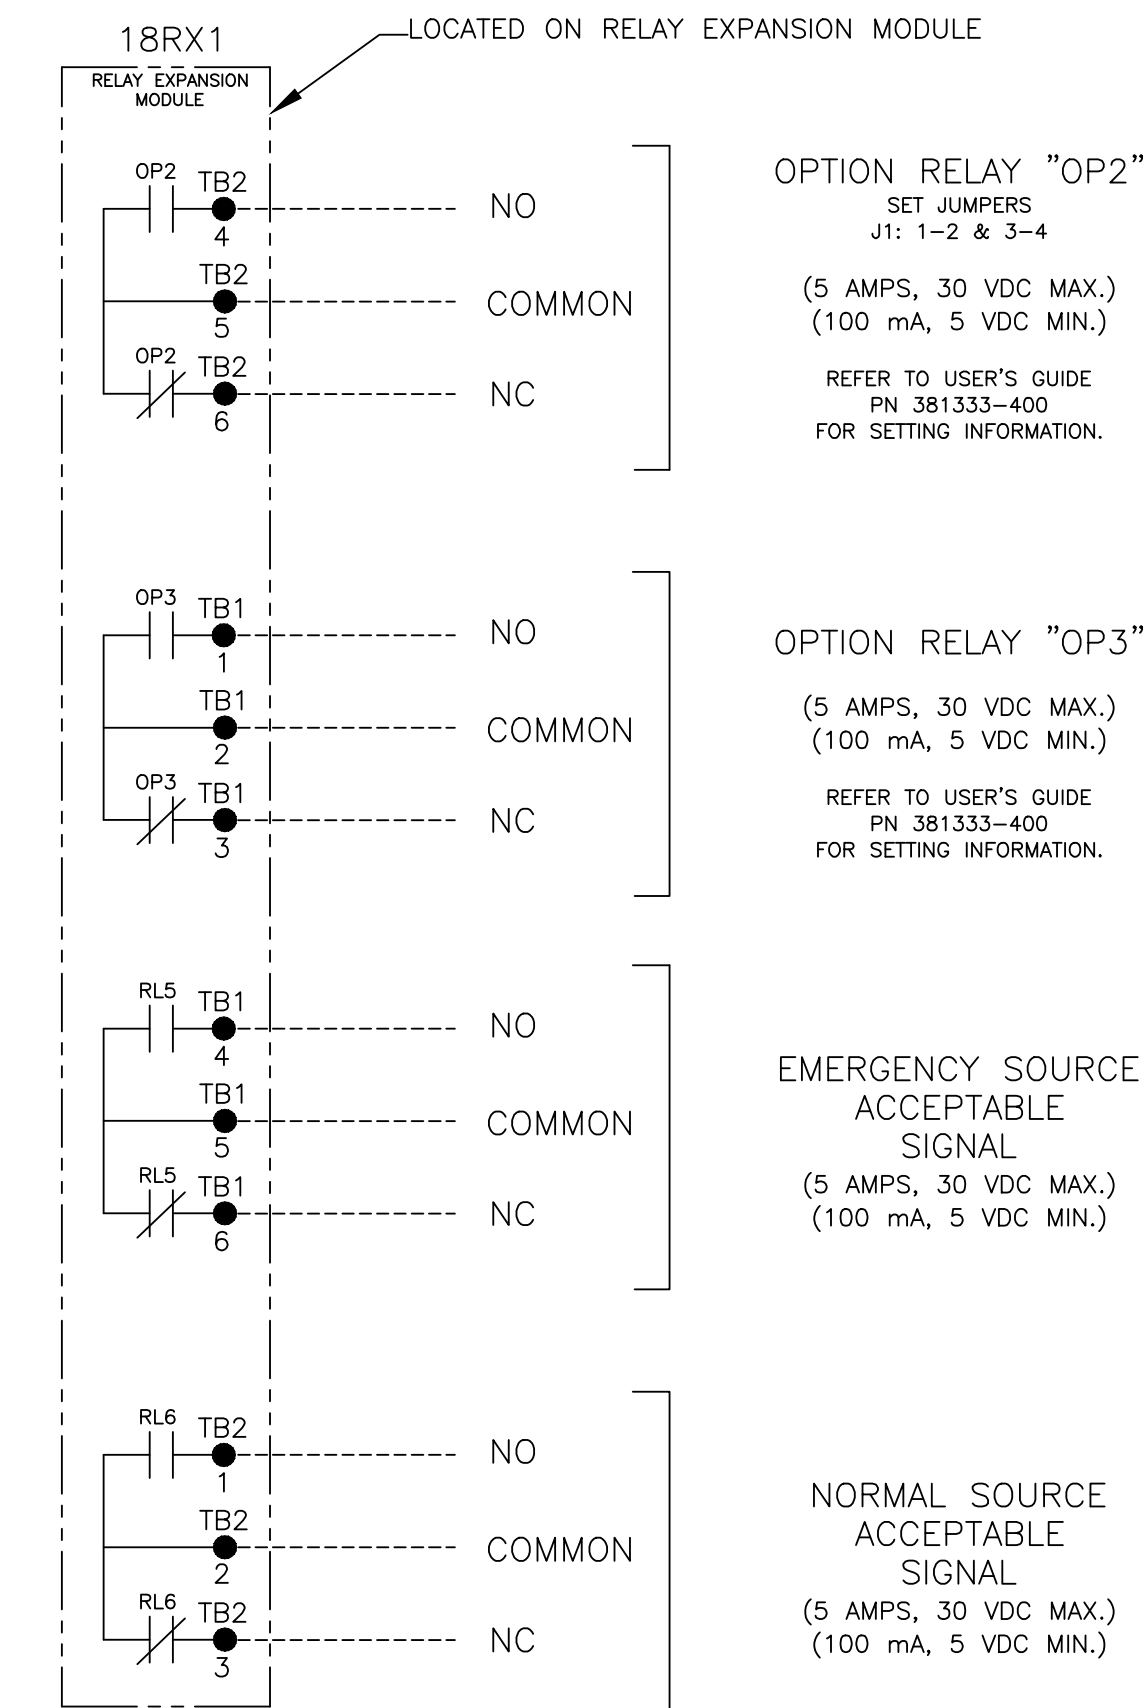 18RX1
LOCATED ON RELAY EXPANSION MODULE
RELAY EXPANSION
MODULE
OP2 TB2
4
NO
TB2
5
COMMON
OP2 TB2
6
NC
OPTION RELAY "OP2"
SET JUMPERS
J1: 1-2 & 3-4
(5 AMPS, 30 VDC MAX.)
(100 mA, 5 VDC MIN.)
REFER TO USER'S GUIDE
PN 381333-400
FOR SETTING INFORMATION.
OP3 TB1
1
NO
TB1
2
COMMON
OP3 TB1
3
NC
OPTION RELAY "OP3"
(5 AMPS, 30 VDC MAX.)
(100 mA, 5 VDC MIN.)
REFER TO USER'S GUIDE
PN 381333-400
FOR SETTING INFORMATION.
RL5 TB1
4
NO
TB1
5
COMMON
RL5 TB1
6
NC
EMERGENCY SOURCE
ACCEPTABLE
SIGNAL
(5 AMPS, 30 VDC MAX.)
(100 mA, 5 VDC MIN.)
RL6 TB2
1
NO
TB2
2
COMMON
RL6 TB2
3
NC
NORMAL SOURCE
ACCEPTABLE
SIGNAL
(5 AMPS, 30 VDC MAX.)
(100 mA, 5 VDC MIN.)